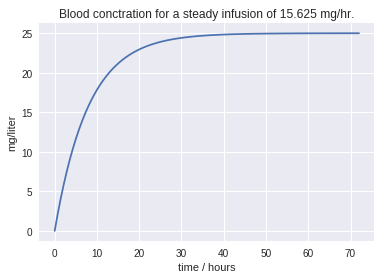 Blood conctration for a steady infusion of 15.625 mg/hr.
25
20
15
10
5
0
mg/liter
0 10 20 30 40 50 60 70
time / hours